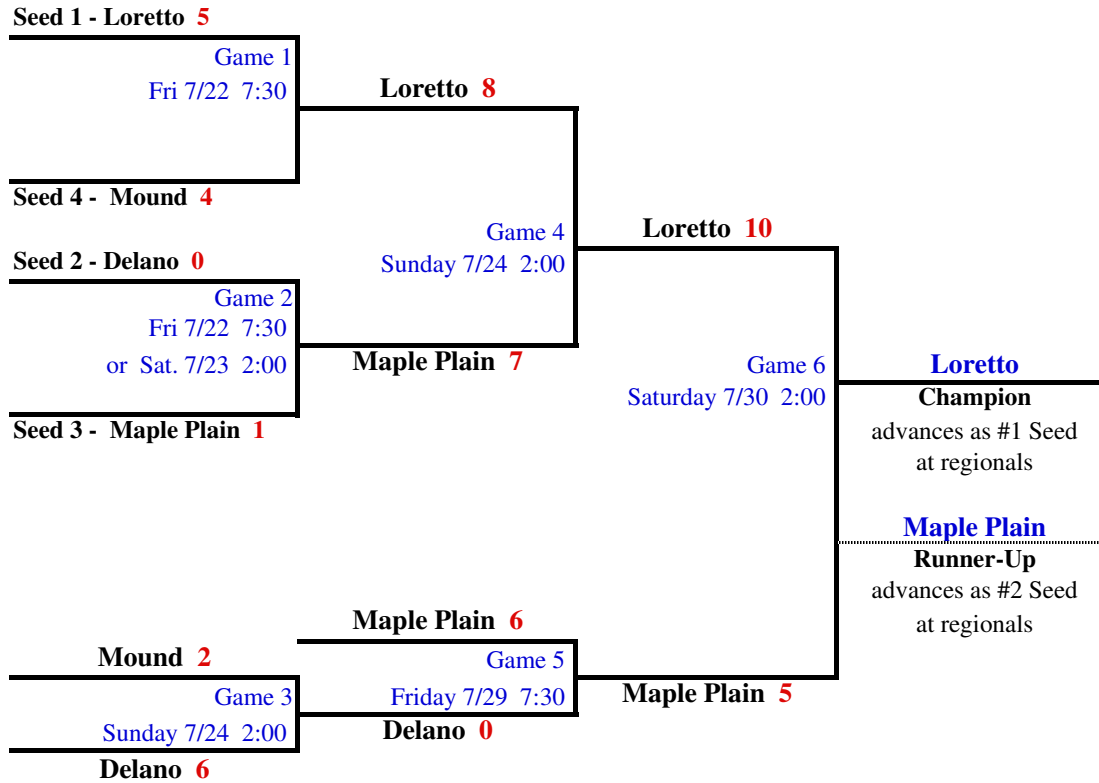 Seed 1 - Loretto 5
Game 1
Fri 7/22 7:30
Loretto 8
Seed 4 - Mound 4
Game 4
Sunday 7/24 2:00
Loretto 10
Seed 2 - Delano 0
Game 2
Fri 7/22 7:30
or Sat. 7/23 2:00
Maple Plain 7
Seed 3 - Maple Plain 1
Game 6
Saturday 7/30 2:00
Loretto
Champion
advances as #1 Seed
at regionals
Maple Plain
Runner-Up
advances as #2 Seed
at regionals
Maple Plain 6
Mound 2
Game 5
Friday 7/29 7:30
Maple Plain 5
Game 3
Sunday 7/24 2:00
Delano 0
Delano 6